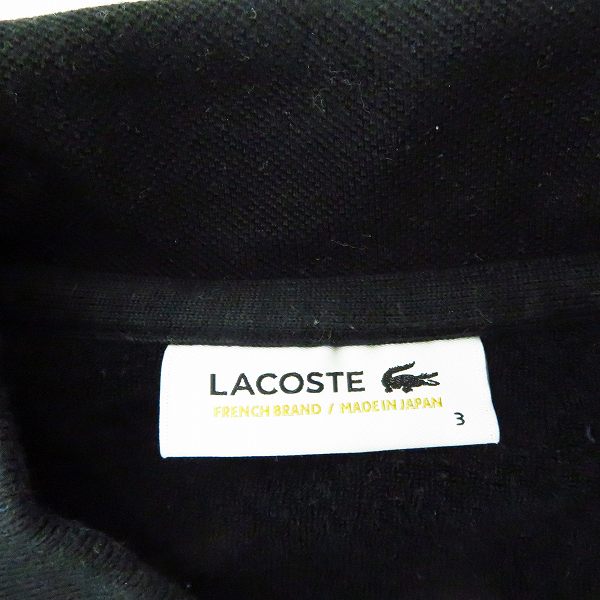 LACOSTE
FRENCH BRAND / MADE IN JAPAN
3